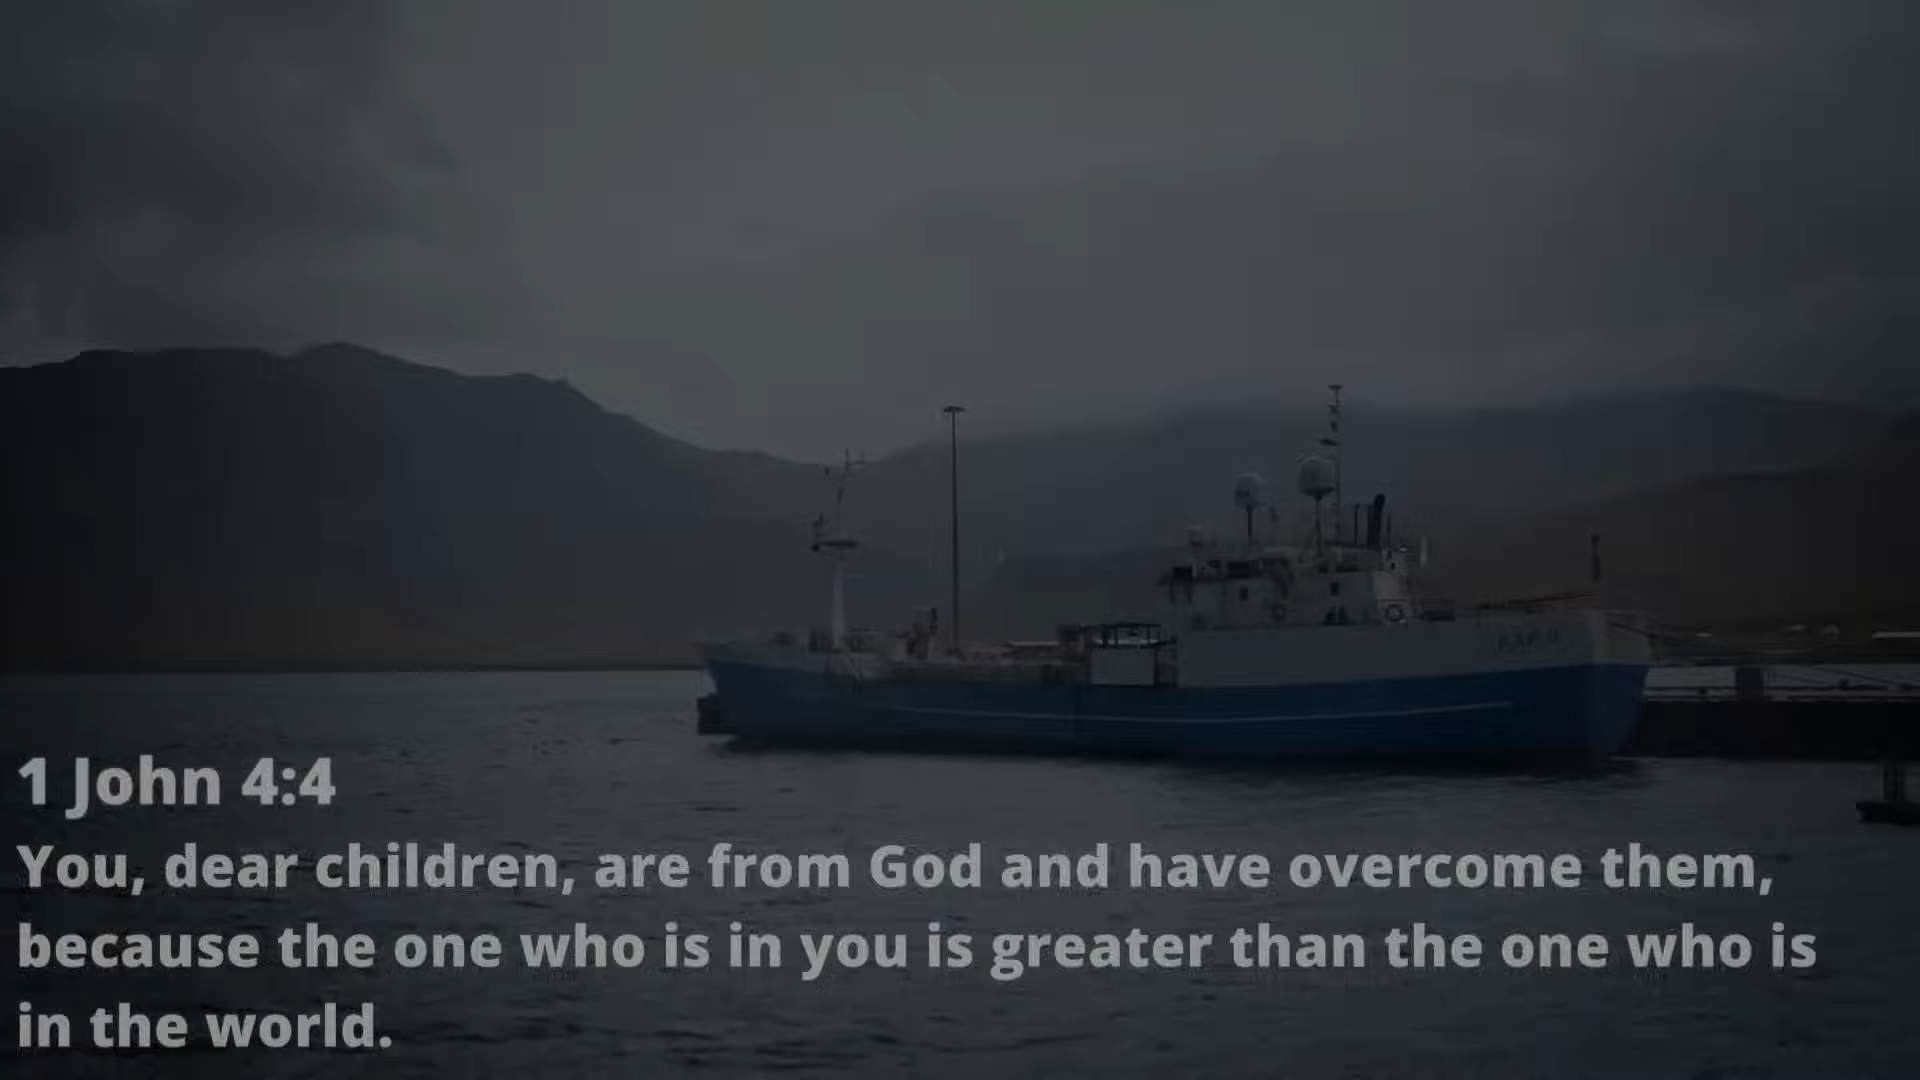 1 John 4:4
You, dear children, are from God and have overcome them,
because the one who is in you is greater than the one who is
in the world.